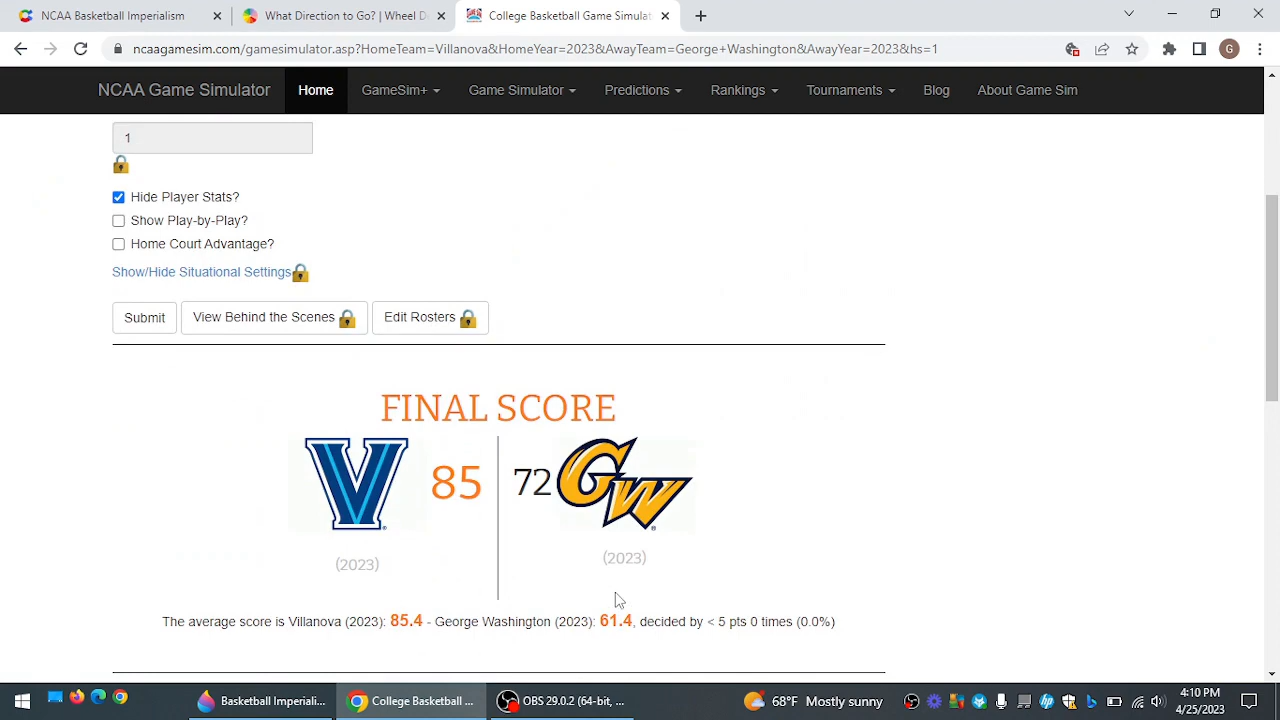 NCAA Basketball Imperialism
What Direction to Go? | Wheel D
College Basketball Game Simulat
ncaagamesim.com/gamesimulator.asp?HomeTeam=Villanova&HomeYear=2023&AwayTeam=George+Washington&AwayYear=2023&hs=1
G
NCAA Game Simulator Home GameSim+ Game Simulator Predictions Rankings Tournaments Blog About Game Sim
1
Hide Player Stats?
Show Play-by-Play?
Home Court Advantage?
Show/Hide Situational Settings
Submit View Behind the Scenes Edit Rosters
FINAL SCORE
V 85 72 GW
(2023) (2023)
The average score is Villanova (2023): 85.4 - George Washington (2023): 61.4, decided by < 5 pts 0 times (0.0%)
Basketball Imperiali... College Basketball ... OBS 29.0.2 (64-bit, ... 68°F Mostly sunny
4:10 PM
4/25/2023